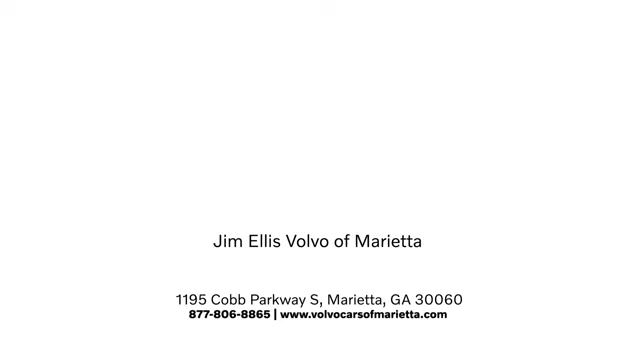 Jim Ellis Volvo of Marietta
1195 Cobb Parkway S, Marietta, GA 30060
877-806-8865 | www.volvocarsofmarietta.com